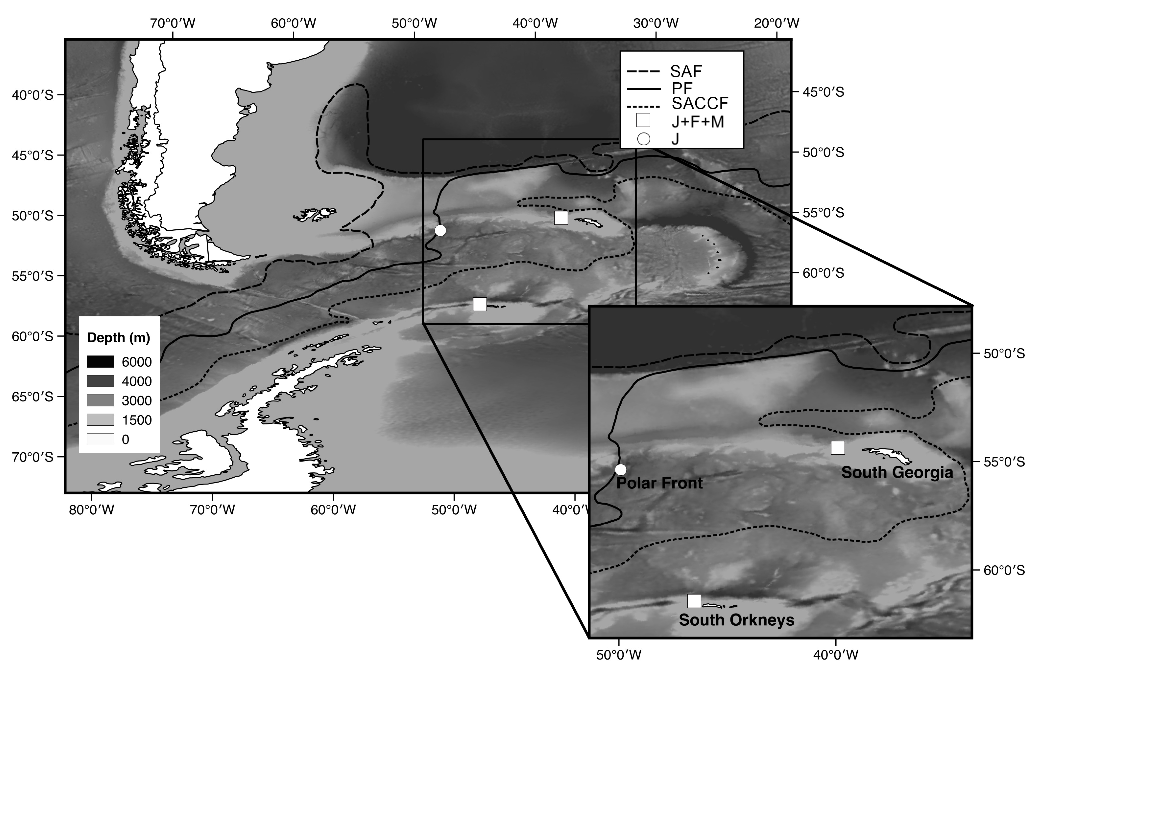 70°0'W 60°0'W 50°0'W 40°0'W 30°0'W 20°0'W
SAF
PF
SACCF
J+F+M
J
40°0'S
45°0'S
50°0'S
55°0'S
60°0'S
65°0'S
70°0'S
45°0'S
50°0'S
55°0'S
60°0'S
Depth (m)
6000
4000
3000
1500
0
80°0'W 70°0'W 60°0'W 50°0'W 40°0'W
50°0'S
55°0'S
60°0'S
South Georgia
Polar Front
South Orkneys
50°0'W 40°0'W